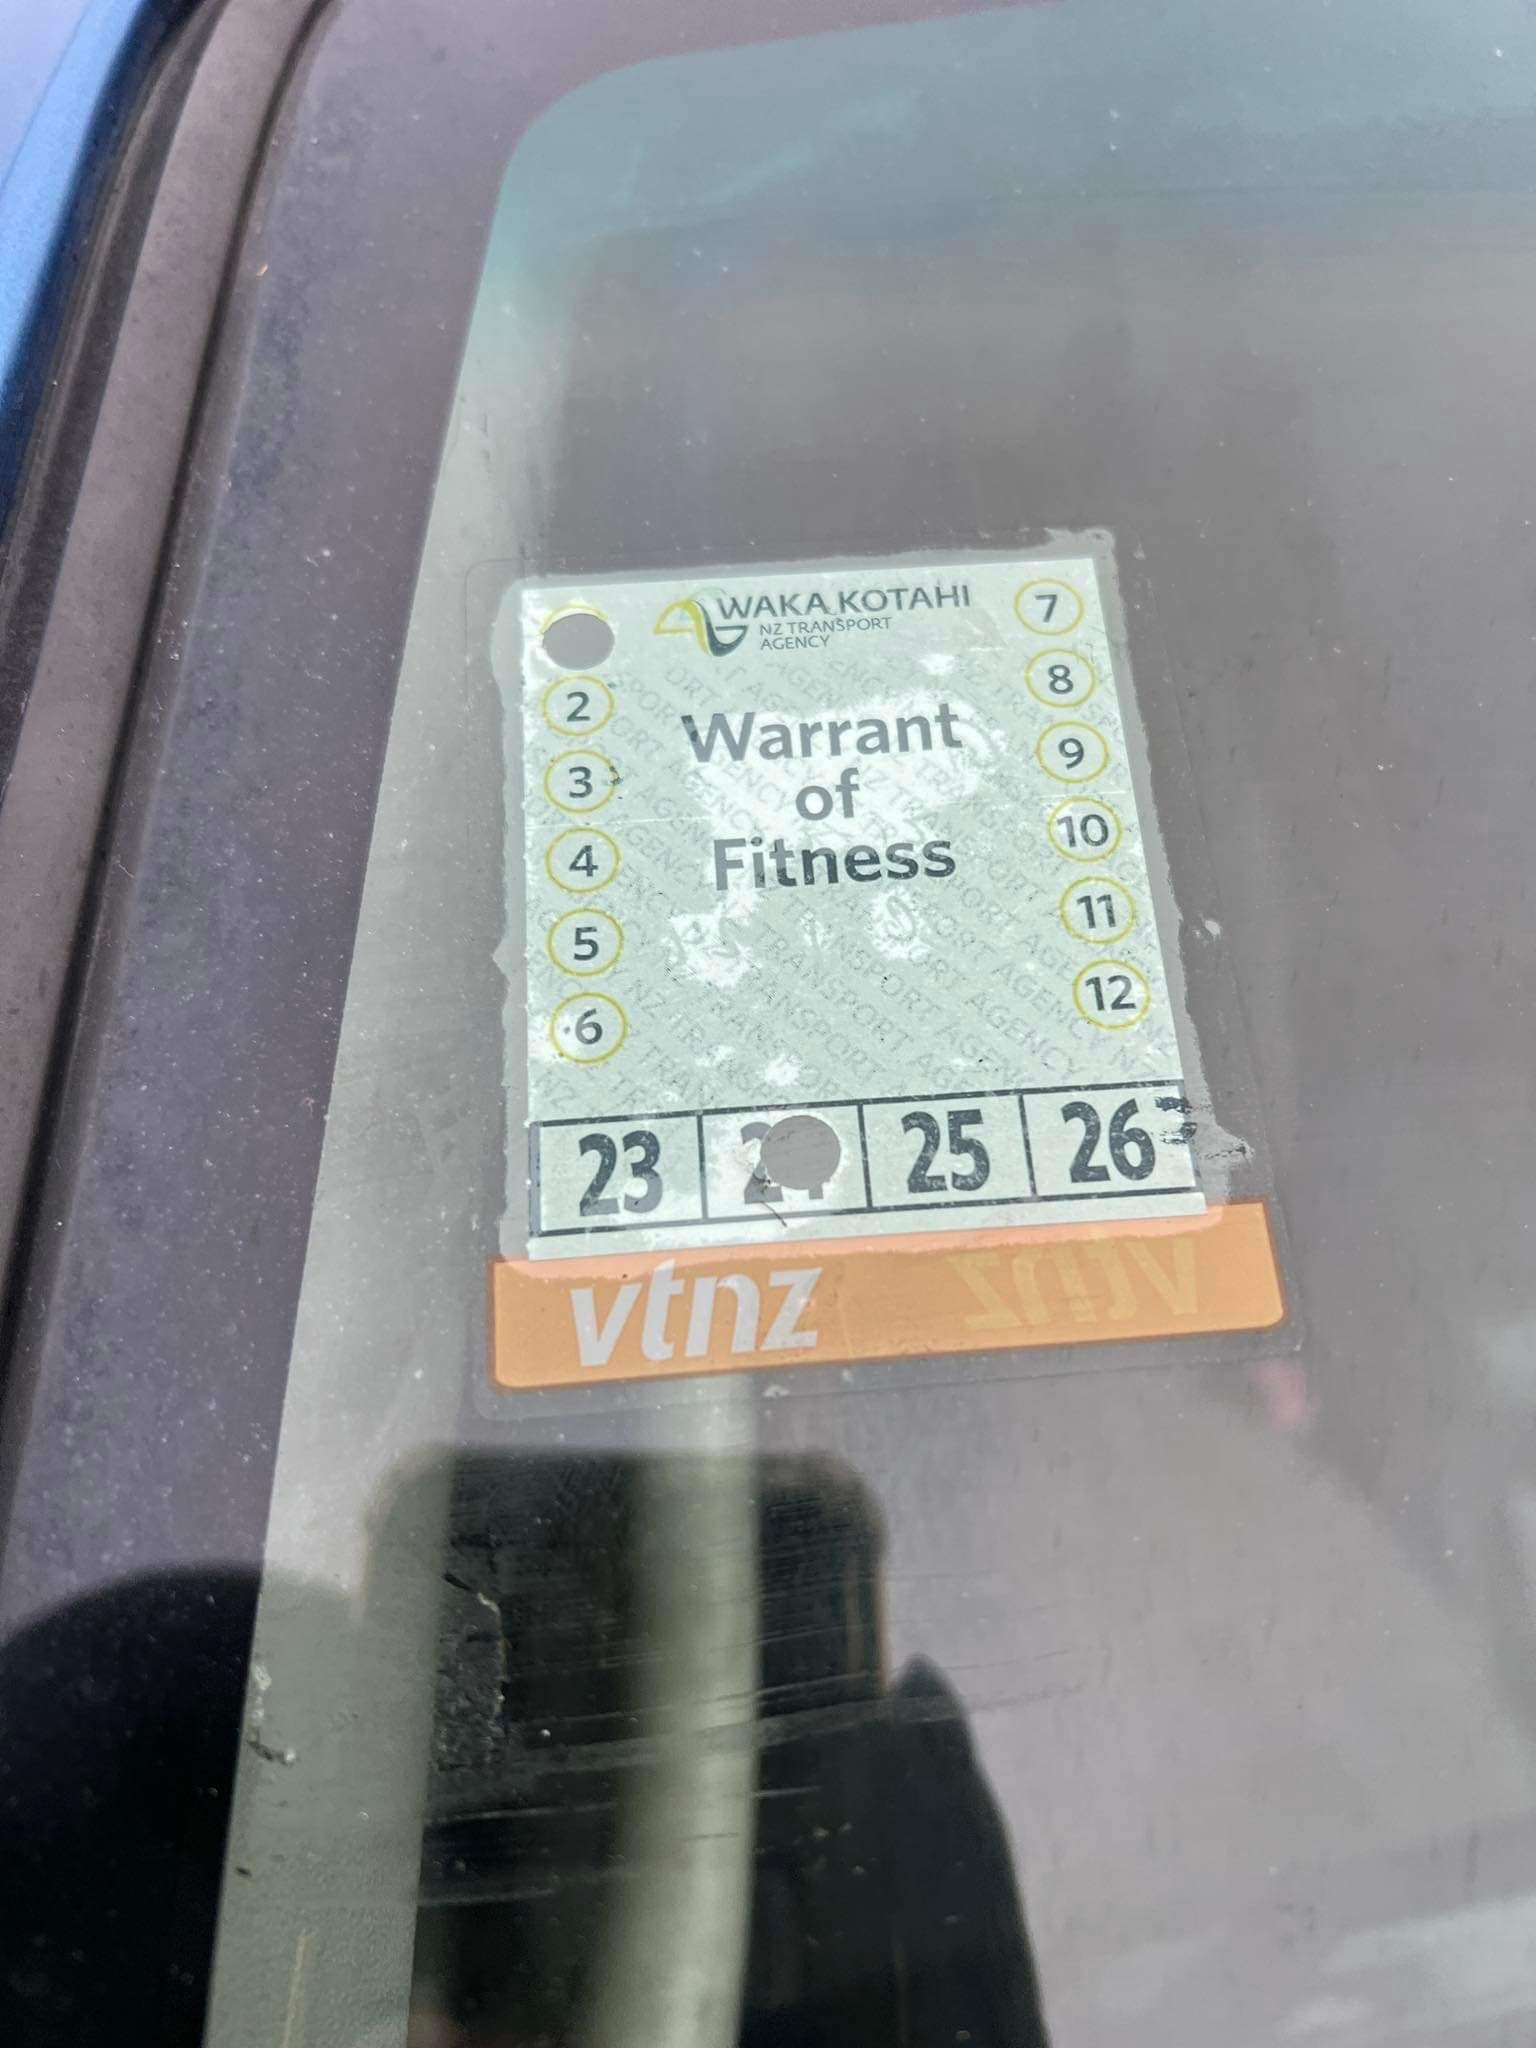 WAKA KOTAHI
NZ TRANSPORT
AGENCY
Warrant
of
Fitness
2
3
4
5
6
7
8
9
10
11
12
23 25 26
vtnz
vtnz